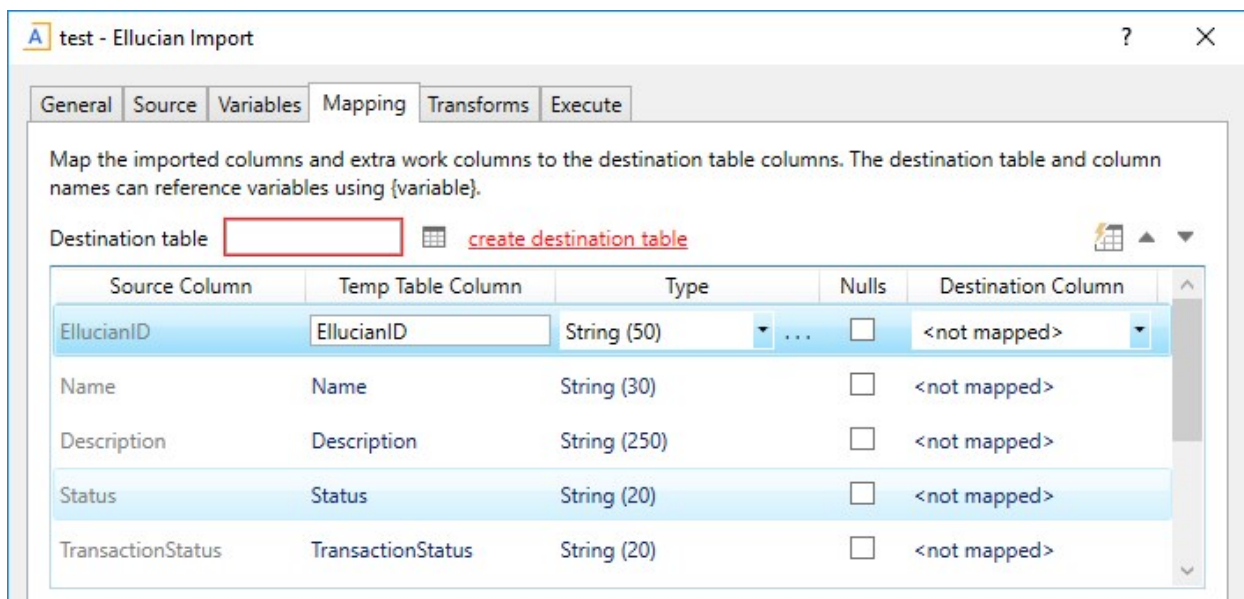 A test - Ellucian Import ?
General Source Variables Mapping Transforms Execute
Map the imported columns and extra work columns to the destination table columns. The destination table and column
names can reference variables using {variable}.
Destination table create destination table
Source Column Temp Table Column Type Nulls Destination Column
EllucianID EllucianID String (50) ... <not mapped>
Name Name String (30) <not mapped>
Description Description String (250) <not mapped>
Status Status String (20) <not mapped>
TransactionStatus TransactionStatus String (20) <not mapped>